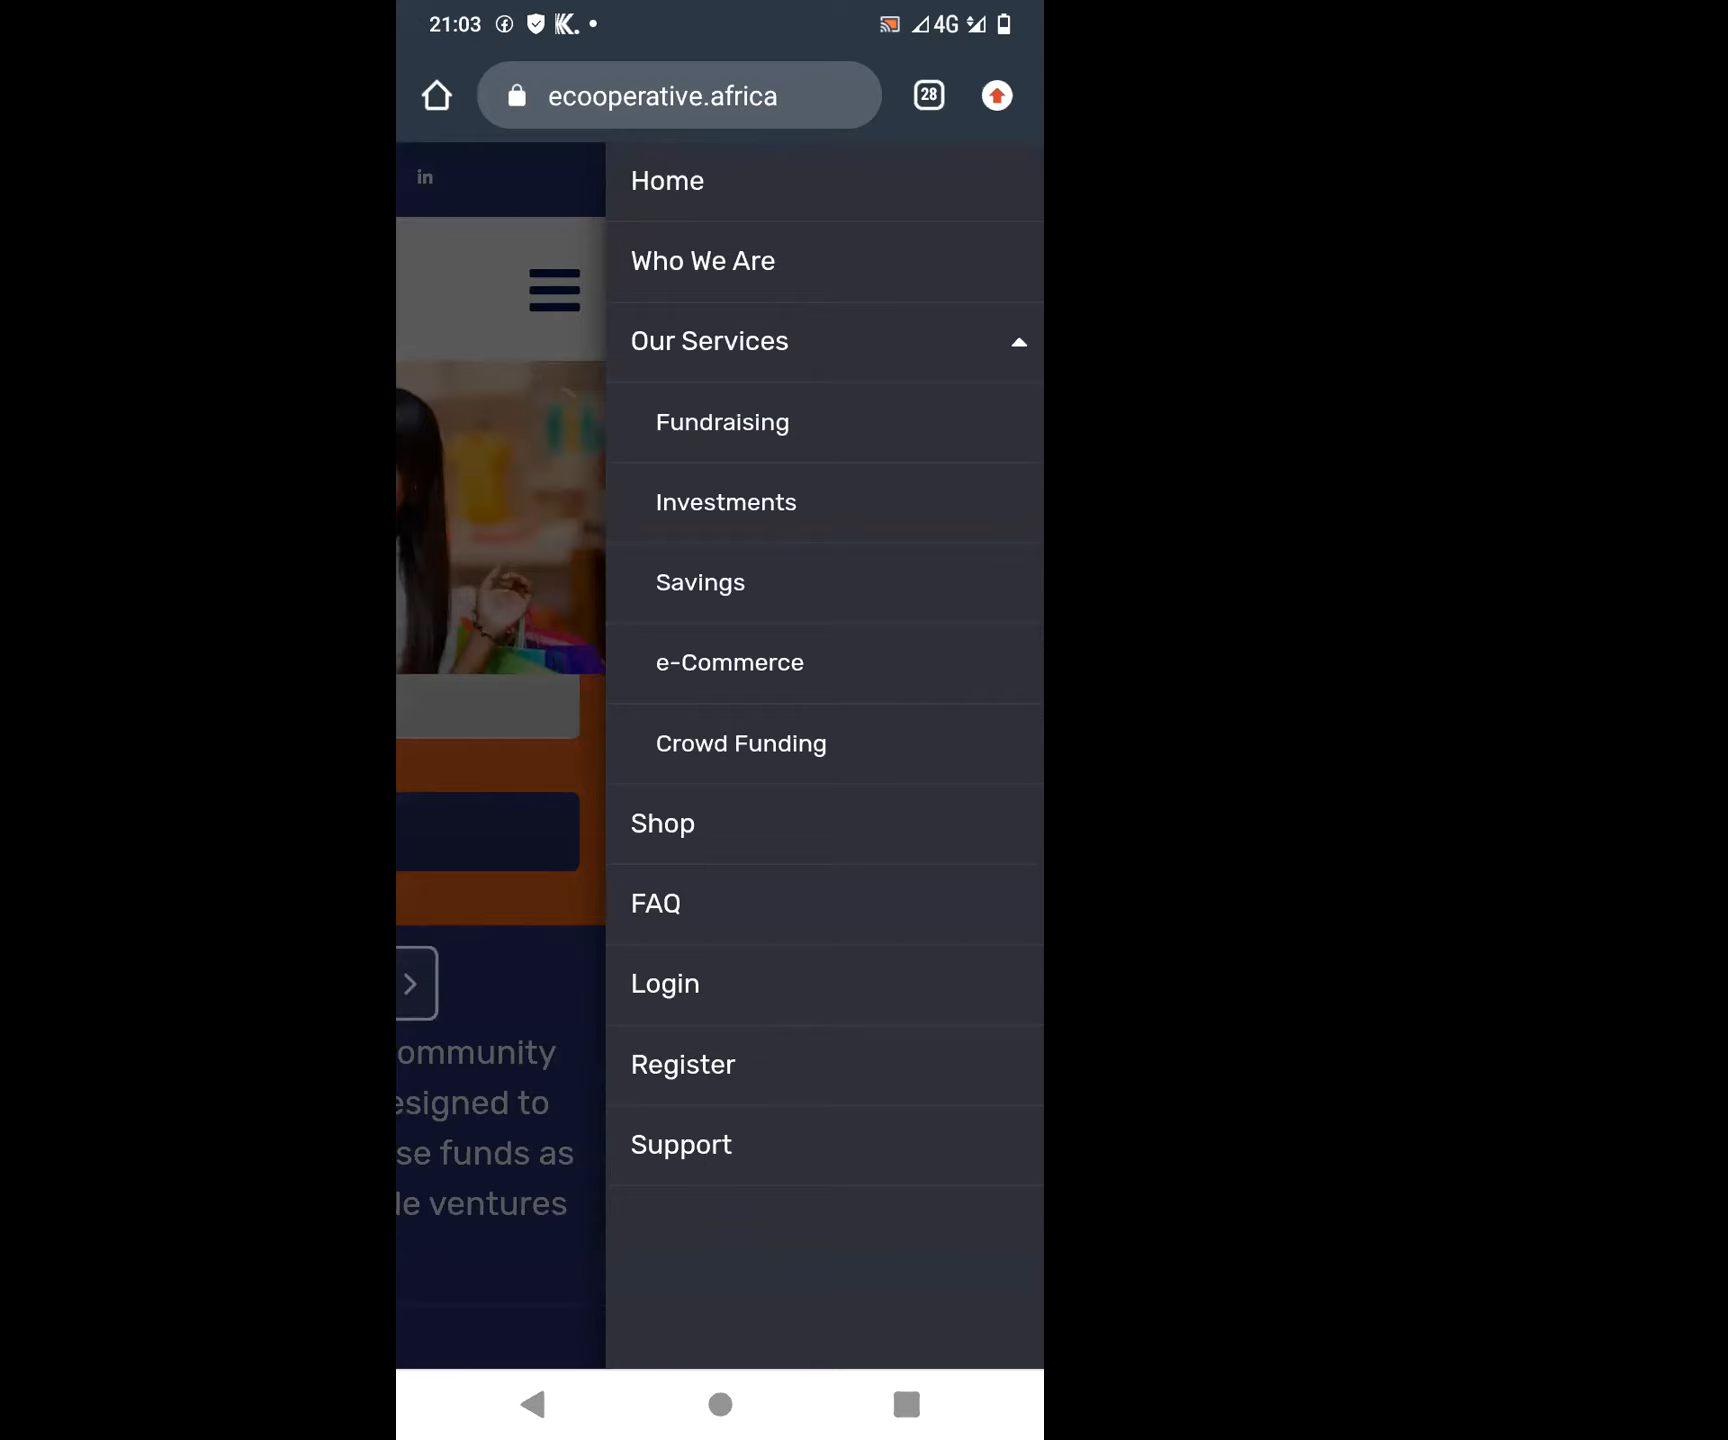 21:03 4G
ecooperative.africa 28
in
Home
Who We Are
Our Services
Fundraising
Investments
Savings
e-Commerce
Crowd Funding
Shop
FAQ
Login
Register
Support
ommunity
esigned to
se funds as
le ventures